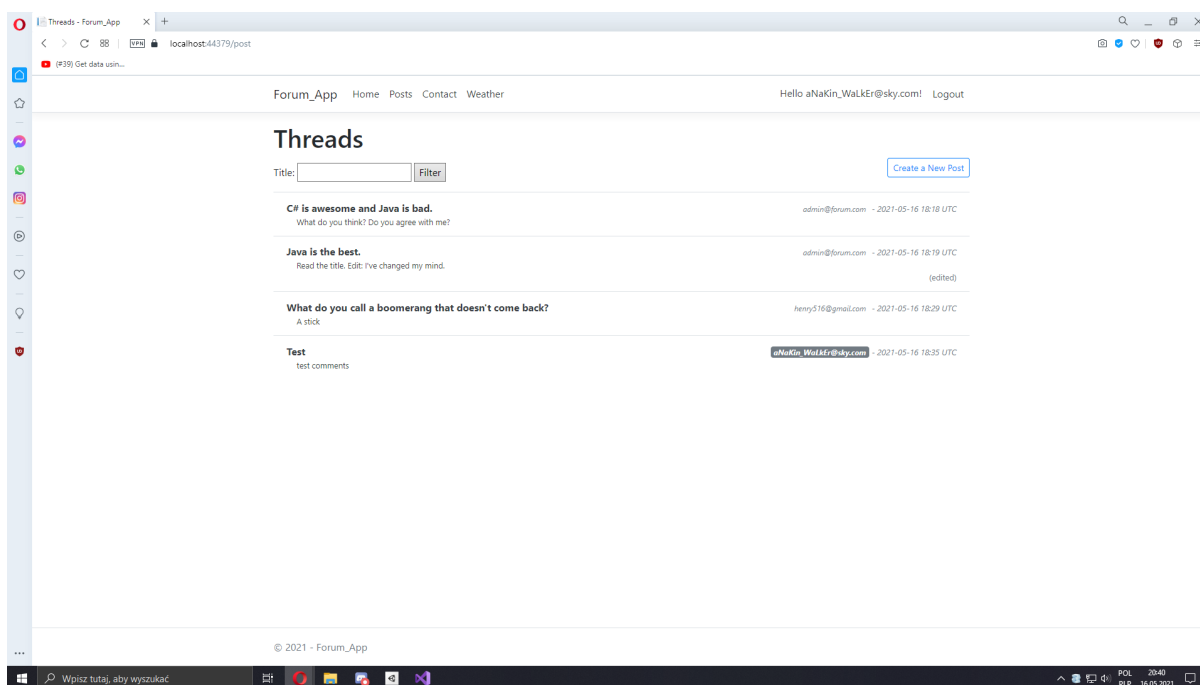 Threads - Forum_App
VPN localhost:44379/post
(#39) Get data usin...
Forum_App Home Posts Contact Weather Hello aNaKin_WaLkEr@sky.com! Logout
Threads
Title: Filter Create a New Post
C# is awesome and Java is bad. admin@forum.com - 2021-05-16 18:18 UTC
What do you think? Do you agree with me?
Java is the best. admin@forum.com - 2021-05-16 18:19 UTC
Read the title. Edit: I've changed my mind.
(edited)
What do you call a boomerang that doesn't come back? henry516@gmail.com - 2021-05-16 18:29 UTC
A stick
Test aNaKin_WaLkEr@sky.com - 2021-05-16 18:35 UTC
test comments
© 2021 - Forum_App
Wpisz tutaj, aby wyszukać POL 20:40
PLP 16.05.2021